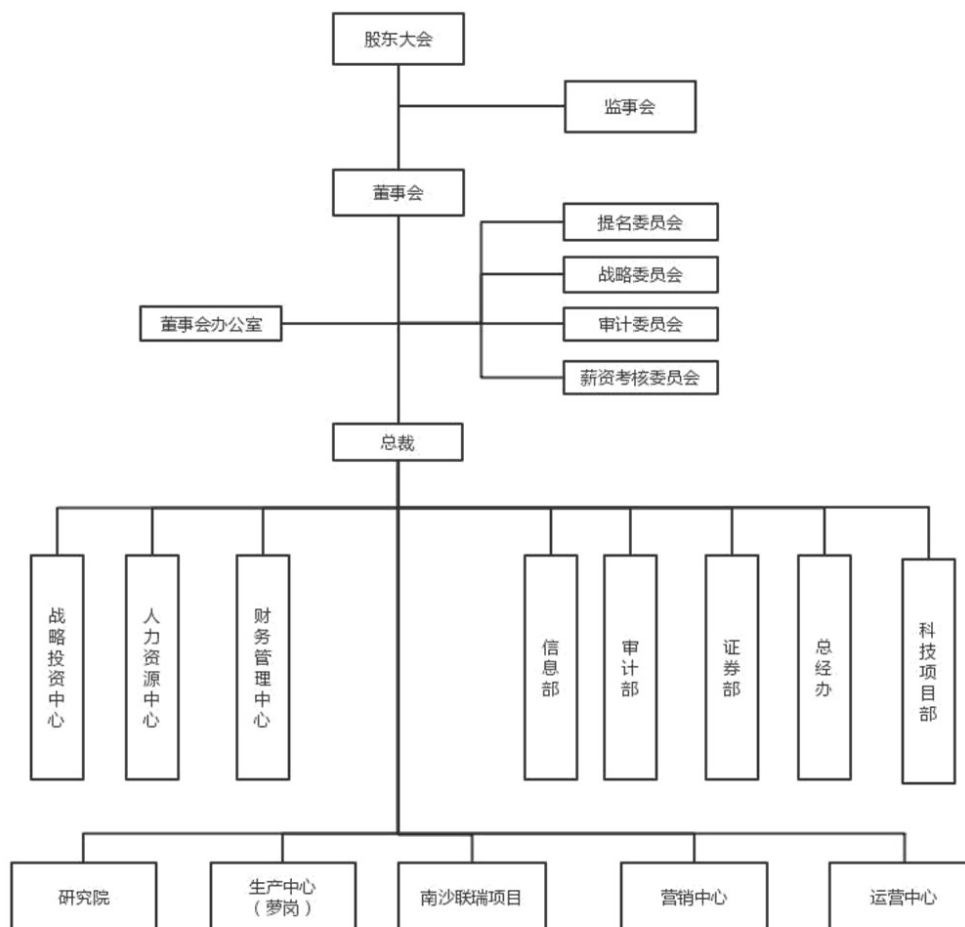 股东大会
监事会
董事会
提名委员会
战略委员会
董事会办公室
审计委员会
薪资考核委员会
总裁
战略投资中心
人力资源中心
财务管理中心
信息部
审计部
证券部
总经办
科技项目部
研究院
生产中心
（萝岗）
南沙联瑞项目
营销中心
运营中心